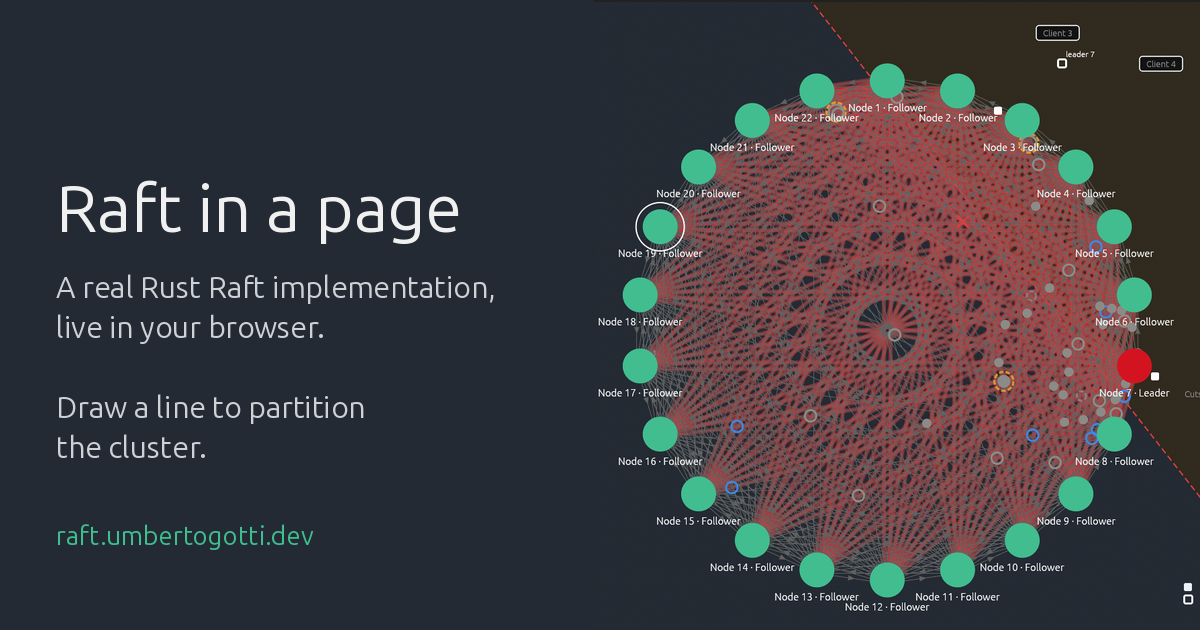 Raft in a page
A real Rust Raft implementation,
live in your browser.
Draw a line to partition
the cluster.
raft.umbertogotti.dev
Client 3
leader 7
Client 4
Node 1 · Follower
Node 22 · Follower
Node 2 · Follower
Node 21 · Follower
Node 3 · Follower
Node 20 · Follower
Node 4 · Follower
Node 19 · Follower
Node 5 · Follower
Node 18 · Follower
Node 6 · Follower
Node 17 · Follower
Node 7 · Leader
Node 16 · Follower
Node 8 · Follower
Node 15 · Follower
Node 9 · Follower
Node 14 · Follower
Node 10 · Follower
Node 13 · Follower
Node 11 · Follower
Node 12 · Follower